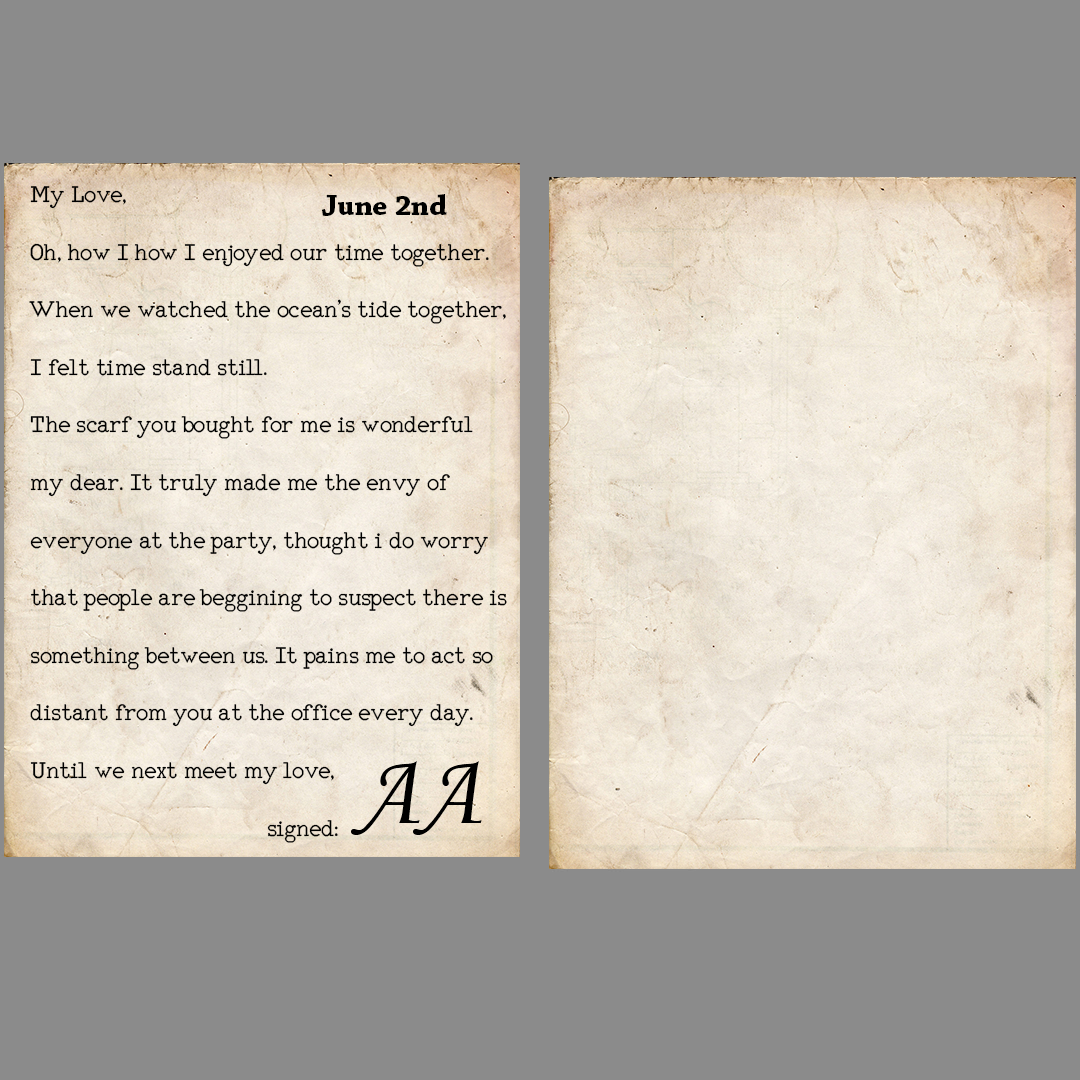 My Love,
June 2nd
Oh, how I how I enjoyed our time together.
When we watched the ocean's tide together,
I felt time stand still.
The scarf you bought for me is wonderful
my dear. It truly made me the envy of
everyone at the party, thought i do worry
that people are beggining to suspect there is
something between us. It pains me to act so
distant from you at the office every day.
Until we next meet my love,
signed: AA